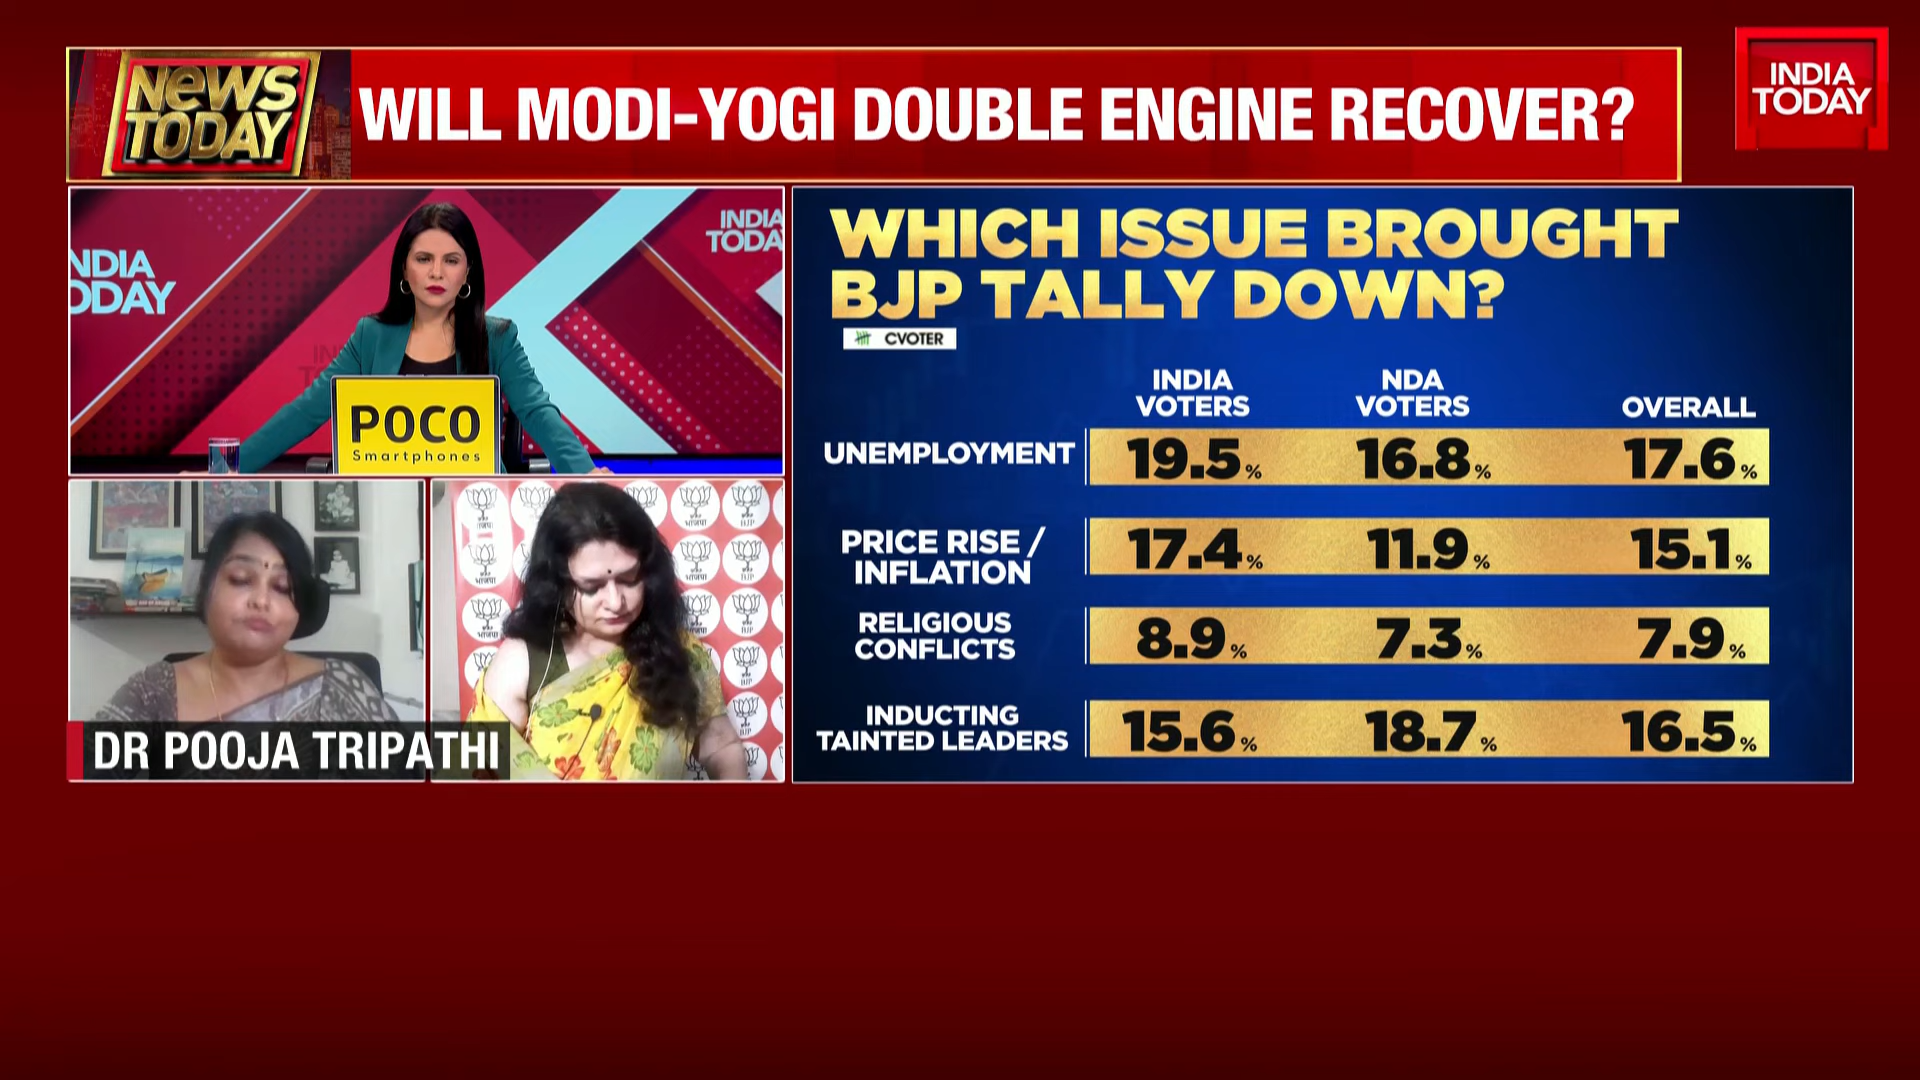 NEWS
TODAY
WILL MODI-YOGI DOUBLE ENGINE RECOVER?
INDIA
TODAY
NDIA
ODAY
INDIA
TODA
POCO
Smartphones
DR POOJA TRIPATHI
WHICH ISSUE BROUGHT
BJP TALLY DOWN?
CVOTER
INDIA
VOTERS
NDA
VOTERS
OVERALL
UNEMPLOYMENT 19.5% 16.8% 17.6%
PRICE RISE /
INFLATION
17.4% 11.9% 15.1%
RELIGIOUS
CONFLICTS
8.9% 7.3% 7.9%
INDUCTING
TAINTED LEADERS
15.6% 18.7% 16.5%